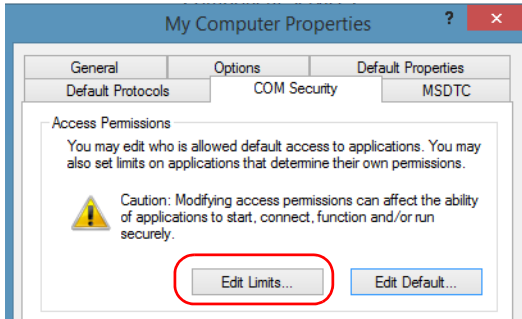 My Computer Properties
?
×
General
Options
Default Properties
Default Protocols
COM Security
MSDTC
Access Permissions
You may edit who is allowed default access to applications. You may
also set limits on applications that determine their own permissions.
Caution: Modifying access permissions can affect the ability
of applications to start, connect, function and/or run
securely.
Edit Limits...
Edit Default...